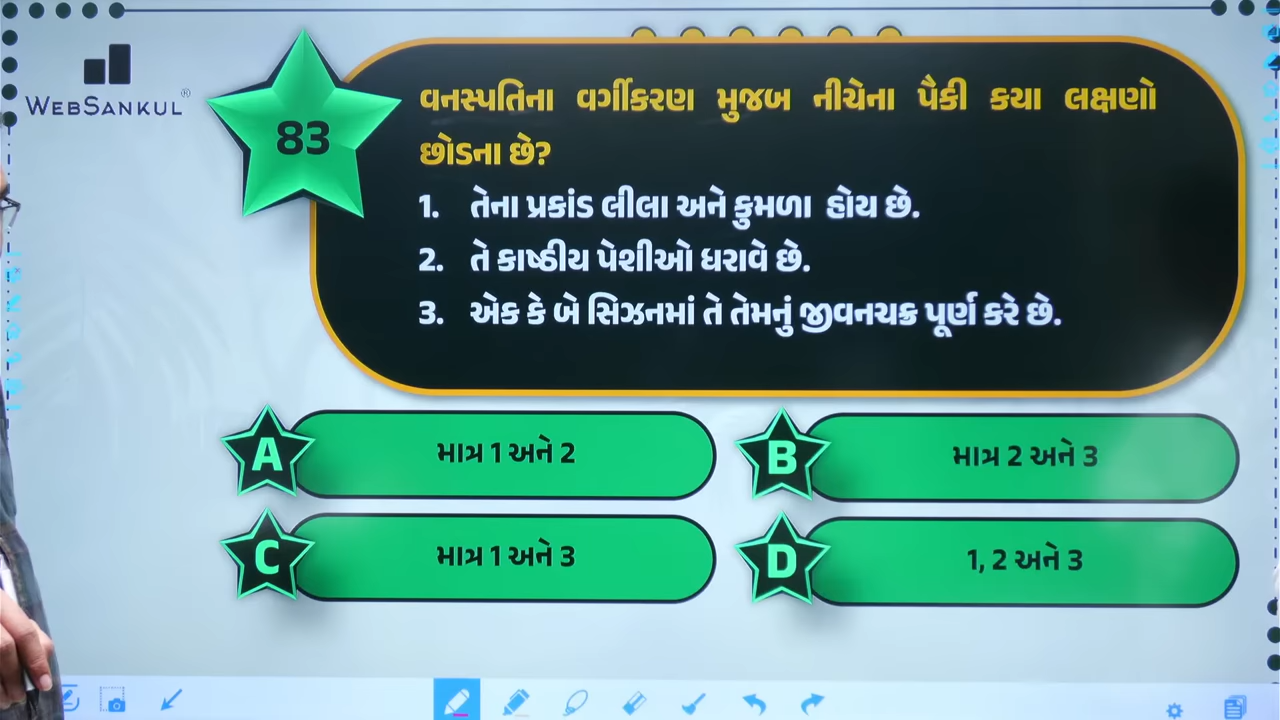 WEBSANKUL®
83
વનસ્પતિના વર્ગીકરણ મુજબ નીચેના પૈકી કયા લક્ષણો
છોડના છે?
1. તેના પ્રકાંડ લીલા અને કુમળા હોય છે.
2. તે કાષ્ઠીય પેશીઓ ધરાવે છે.
3. એક કે બે સિઝનમાં તે તેમનું જીવનચક્ર પૂર્ણ કરે છે.
A માત્ર 1 અને 2
B માત્ર 2 અને 3
C માત્ર 1 અને 3
D 1, 2 અને 3